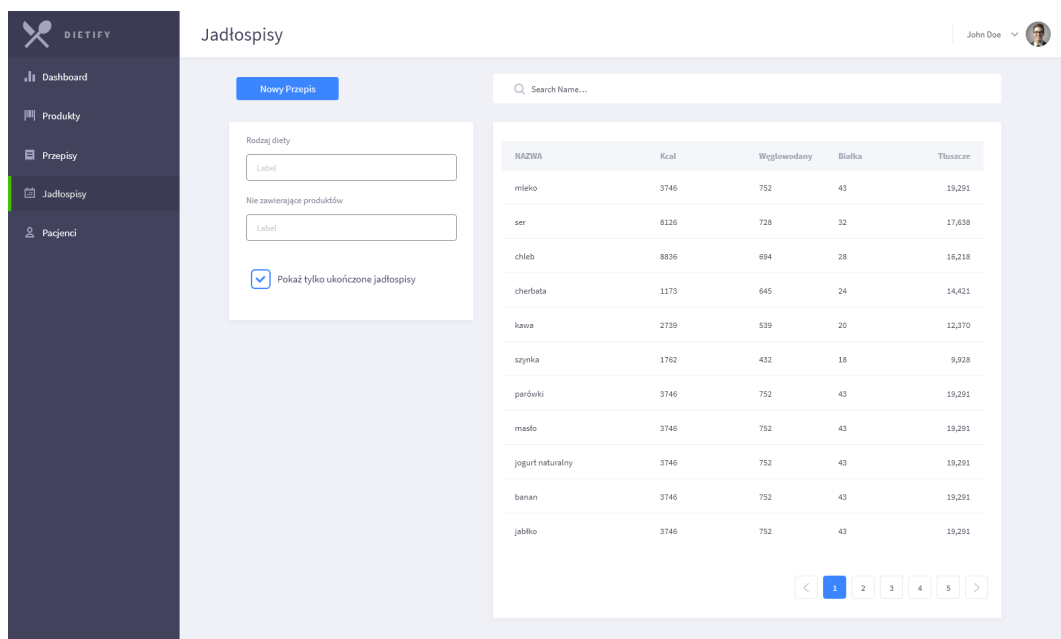 DIETIFY
Jadłospisy
John Doe
Dashboard
Produkty
Przepisy
Jadłospisy
Pacjenci
Nowy Przepis
Search Name...
Rodzaj diety
Label
Nie zawierające produktów
Label
Pokaż tylko ukończone jadłospisy
NAZWA Kcal Węglowodany Białka Tłuszcze
mleko 3746 752 43 19,291
ser 8126 728 32 17,638
chleb 8836 694 28 16,218
cherbata 1173 645 24 14,421
kawa 2739 539 20 12,370
szynka 1762 432 18 9,928
parówki 3746 752 43 19,291
masło 3746 752 43 19,291
jogurt naturalny 3746 752 43 19,291
banan 3746 752 43 19,291
jabłko 3746 752 43 19,291
1 2 3 4 5